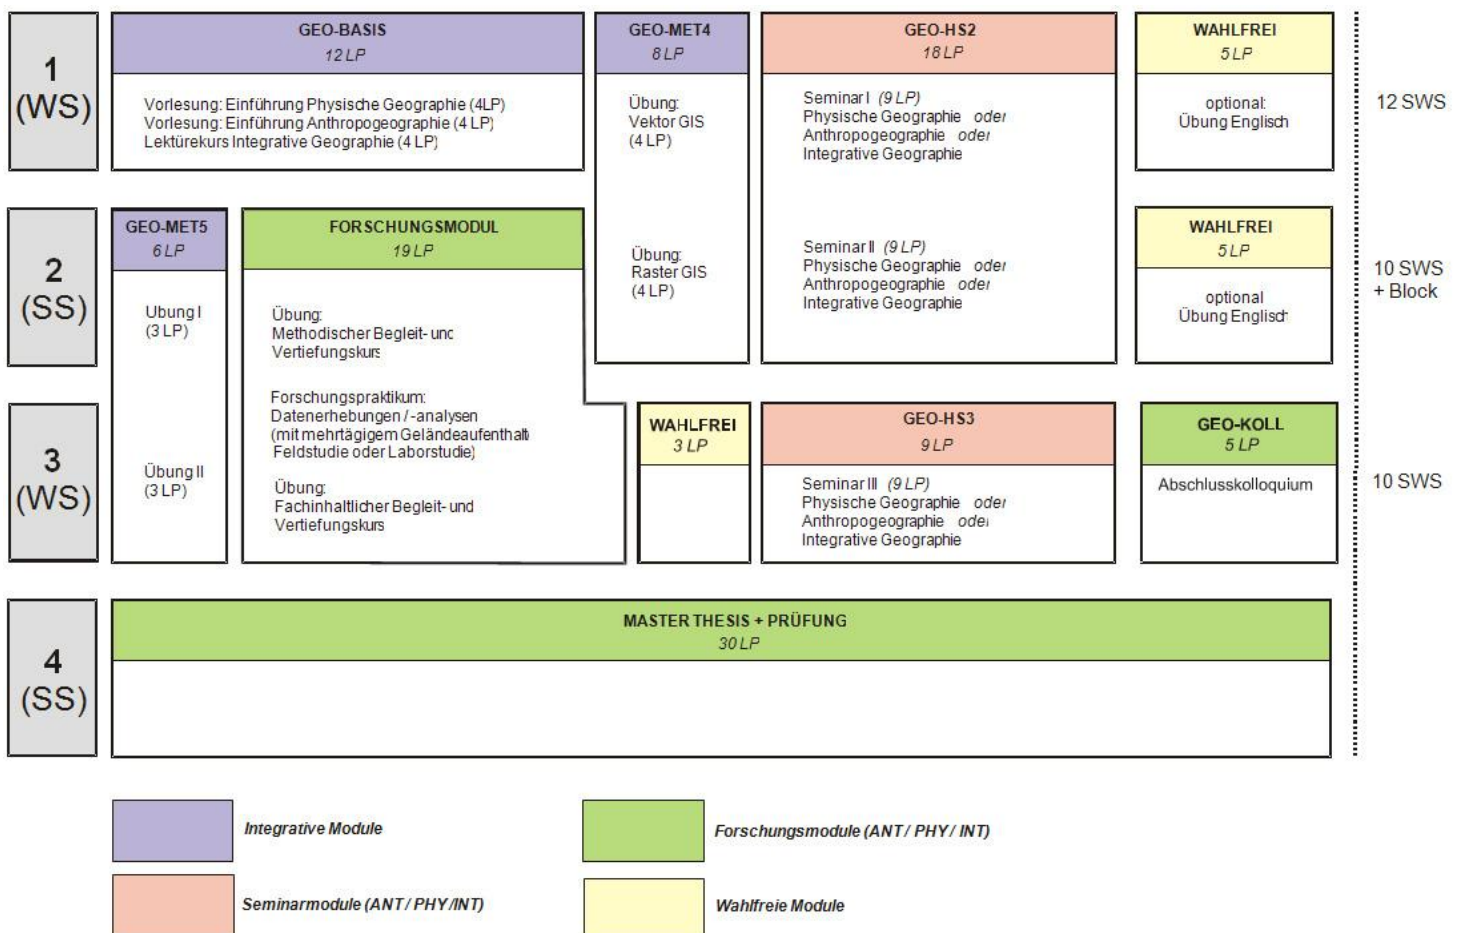 1
(WS)
GEO-BASIS
12 LP
Vorlesung: Einführung Physische Geographie (4LP)
Vorlesung: Einführung Anthropogeographie (4 LP)
Lektürekurs Integrative Geographie (4 LP)
GEO-MET4
8 LP
Übung:
Vektor GIS
(4 LP)
GEO-HS2
18 LP
Seminar I (9 LP)
Physische Geographie oder
Anthropogeographie oder
Integrative Geographie
WAHLFREI
5 LP
optional:
Übung Englisch
12 SWS
2
(SS)
GEO-MET5
6 LP
Übung I
(3 LP)
FORSCHUNGSMODUL
19 LP
Übung:
Methodischer Begleit- und
Vertiefungskurs
Forschungspraktikum:
Datenerhebungen / -analysen
(mit mehrtägigem Geländeaufenthalt
Feldstudie oder Laborstudie)
Übung:
Fachinhaltlicher Begleit- und
Vertiefungskurs
Übung:
Raster GIS
(4 LP)
Seminar II (9 LP)
Physische Geographie oder
Anthropogeographie oder
Integrative Geographie
WAHLFREI
5 LP
optional
Übung Englisch
10 SWS
+ Block
3
(WS)
Übung II
(3 LP)
WAHLFREI
3 LP
GEO-HS3
9 LP
Seminar III (9 LP)
Physische Geographie oder
Anthropogeographie oder
Integrative Geographie
GEO-KOLL
5 LP
Abschlusskolloquium
10 SWS
4
(SS)
MASTER THESIS + PRÜFUNG
30 LP
Integrative Module
Forschungsmodule (ANT / PHY / INT)
Seminarmodule (ANT / PHY /INT)
Wahlfreie Module